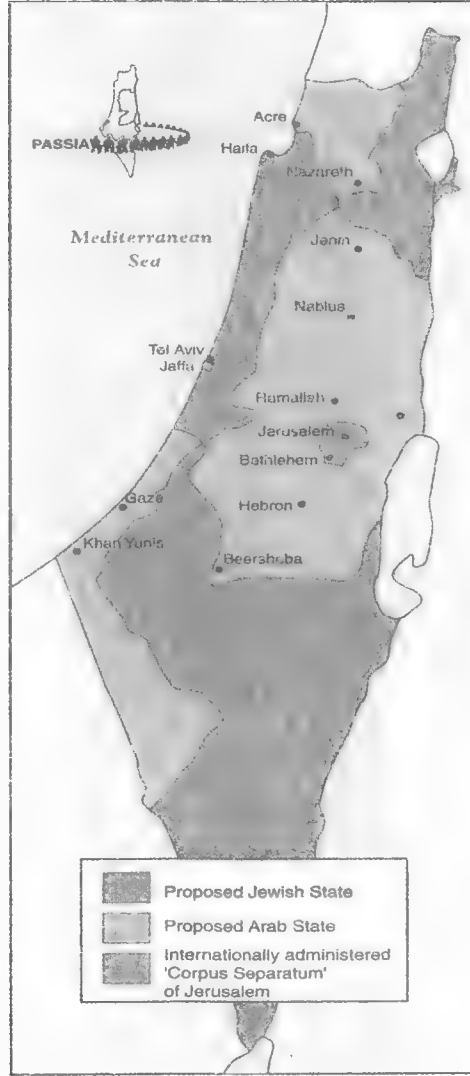 Acre
PASSIA
Haifa
Nazareth
Mediterranean
Sea
Janin
Nablus
Tel Aviv
Jaffa
Ramallah
Jerusalem
Bethlehem
Gaza
Hebron
Khan Yunis
Beersheba
Proposed Jewish State
Proposed Arab State
Internationally administered
'Corpus Separatum'
of Jerusalem